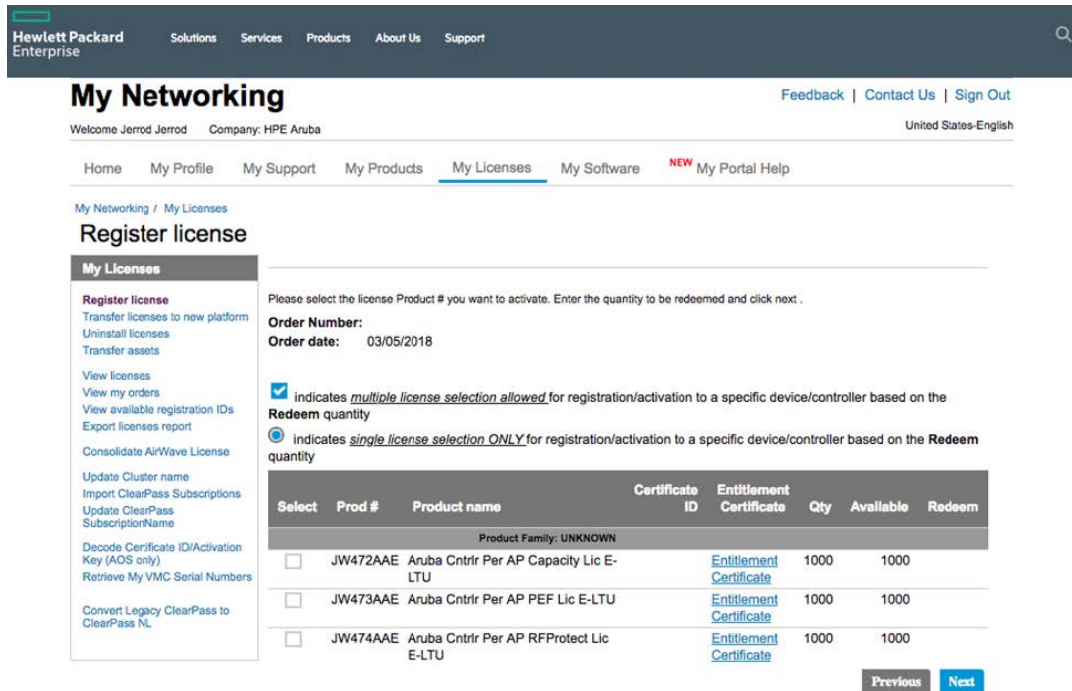 Hewlett Packard
Enterprise
Solutions Services Products About Us Support
My Networking
Feedback | Contact Us | Sign Out
Welcome Jerrod Jerrod Company: HPE Aruba
United States-English
Home My Profile My Support My Products My Licenses My Software NEW My Portal Help
My Networking / My Licenses
Register license
My Licenses
Register license
Transfer licenses to new platform
Uninstall licenses
Transfer assets
View licenses
View my orders
View available registration IDs
Export licenses report
Consolidate AirWave License
Update Cluster name
Import ClearPass Subscriptions
Update ClearPass
SubscriptionName
Decode Cerificate ID/Activation
Key (AOS only)
Retrieve My VMC Serial Numbers
Convert Legacy ClearPass to
ClearPass NL
Please select the license Product # you want to activate. Enter the quantity to be redeemed and click next .
Order Number:
Order date: 03/05/2018
indicates multiple license selection allowed for registration/activation to a specific device/controller based on the
Redeem quantity
indicates single license selection ONLY for registration/activation to a specific device/controller based on the Redeem
quantity
Select Prod # Product name Certificate ID Entitlement Certificate Qty Available Redeem
Product Family: UNKNOWN
JW472AAE Aruba Cntrlr Per AP Capacity Lic E- Entitlement 1000 1000
LTU Certificate
JW473AAE Aruba Cntrlr Per AP PEF Lic E-LTU Entitlement 1000 1000
Certificate
JW474AAE Aruba Cntrlr Per AP RFProtect Lic Entitlement 1000 1000
E-LTU Certificate
Previous Next